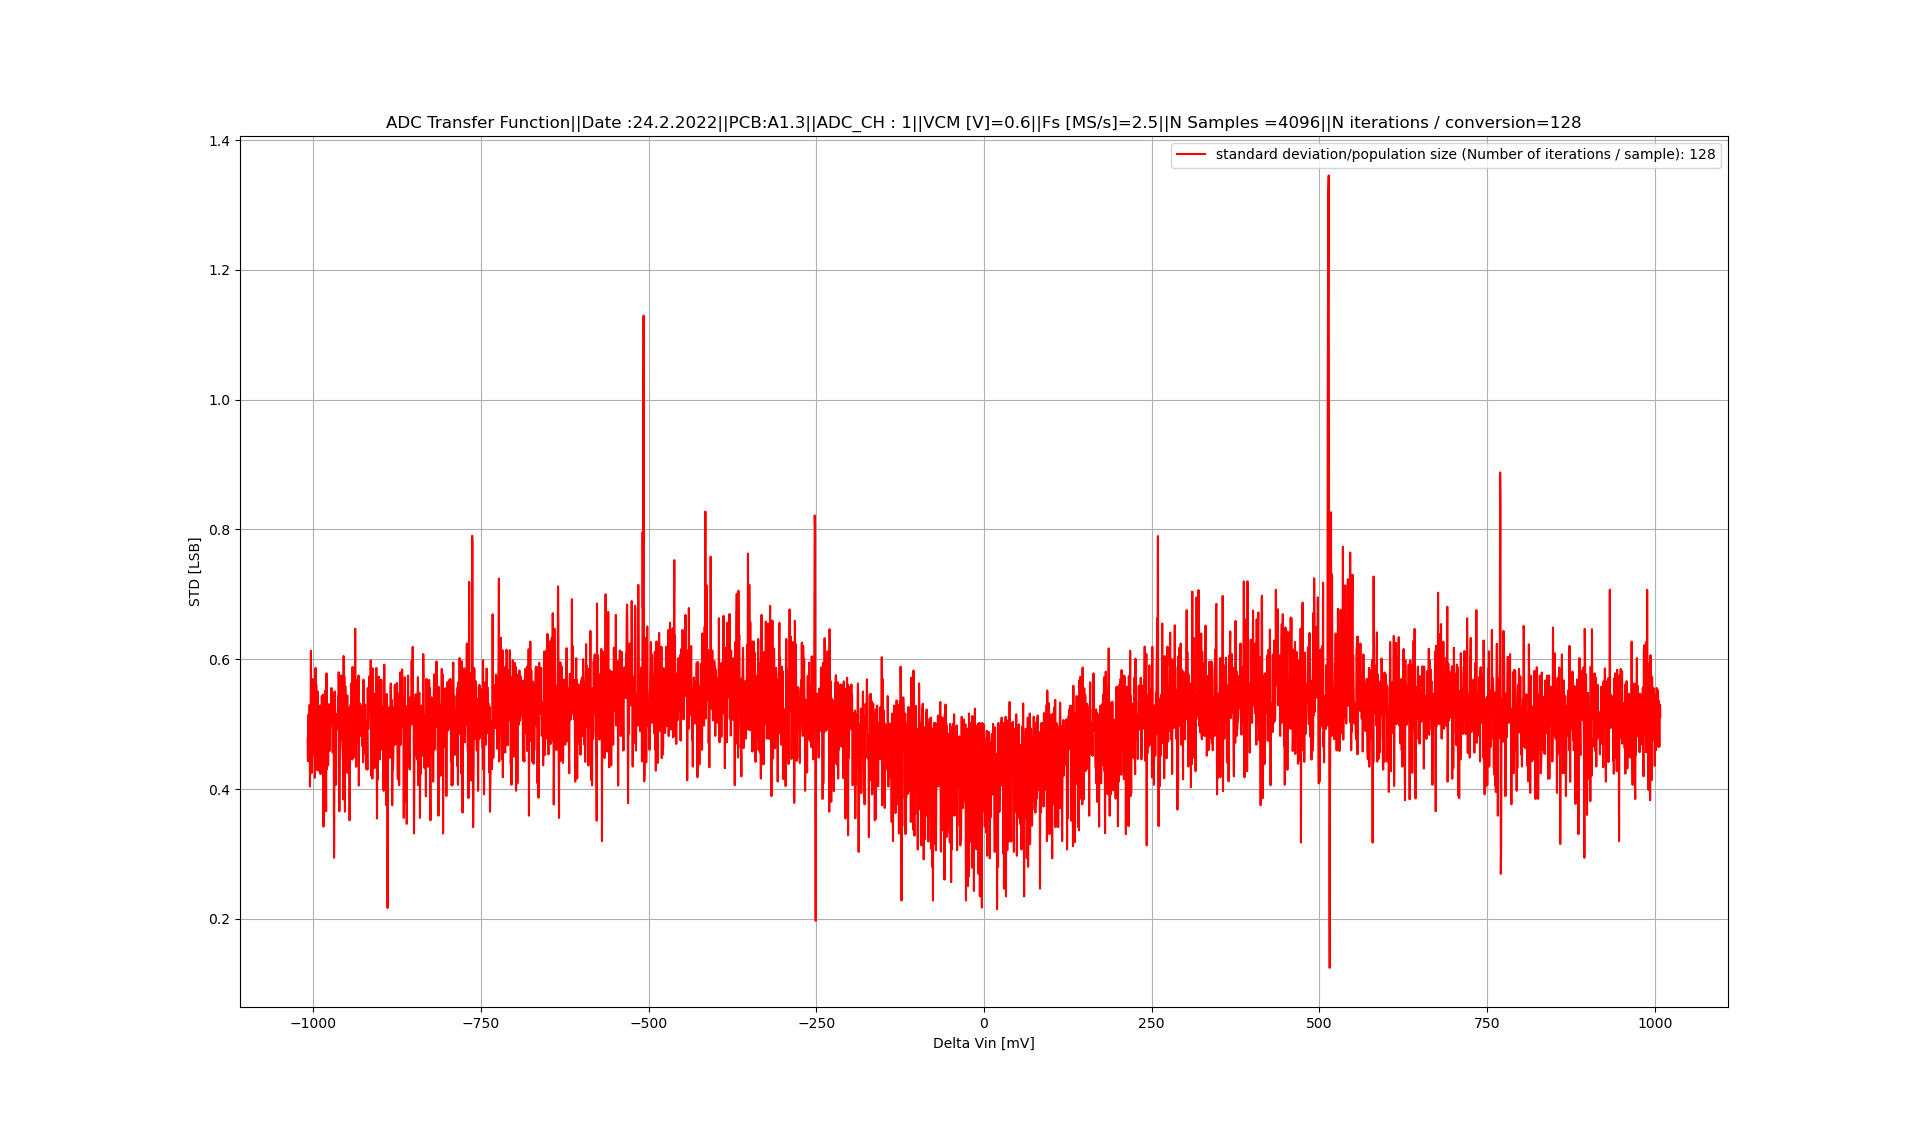 ADC Transfer Function||Date :24.2.2022||PCB:A1.3||ADC_CH : 1||VCM [V]=0.6||Fs [MS/s]=2.5||N Samples =4096||N iterations / conversion=128
standard deviation/population size (Number of iterations / sample): 128
1.4
1.2
1.0
0.8
0.6
0.4
0.2
STD [LSB]
−1000 −750 −500 −250 0 250 500 750 1000
Delta Vin [mV]